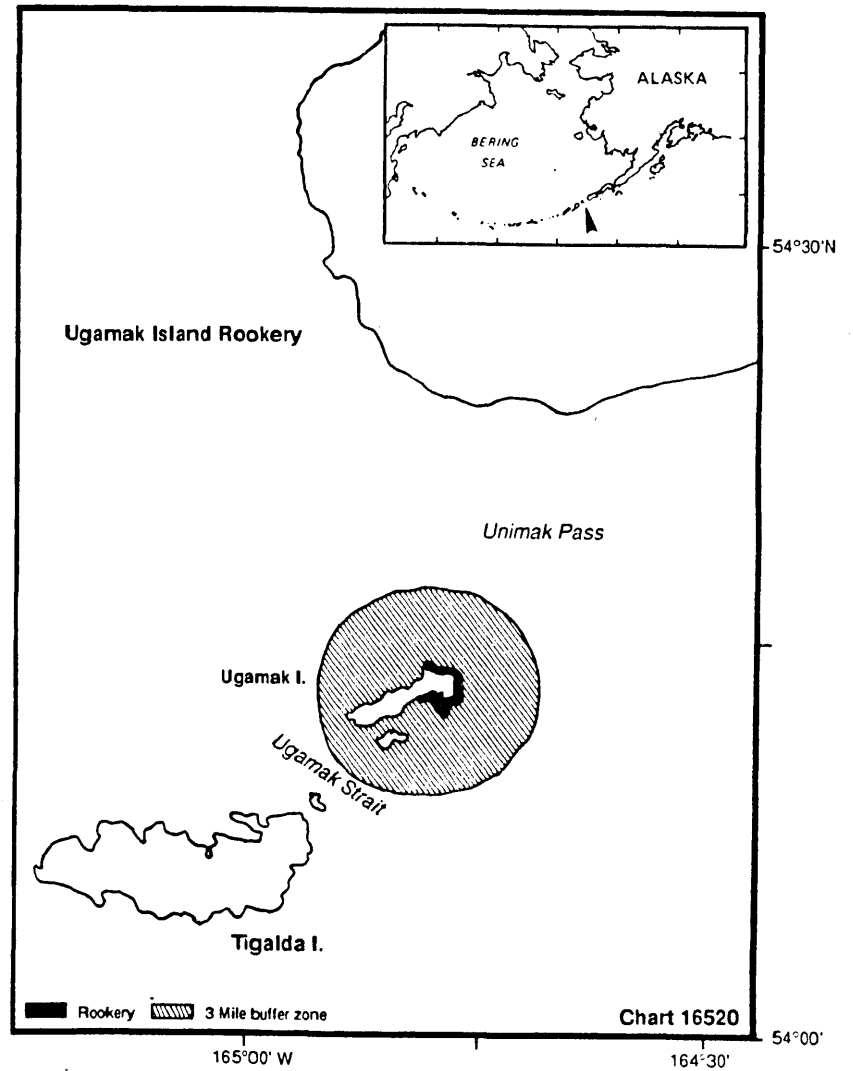 ALASKA
BERING
SEA
54°30'N
Ugamak Island Rookery
Unimak Pass
Ugamak I.
Ugamak Strait
Tigalda I.
Rookery
3 Mile buffer zone
Chart 16520
54°00'
165°00' W
164°30'